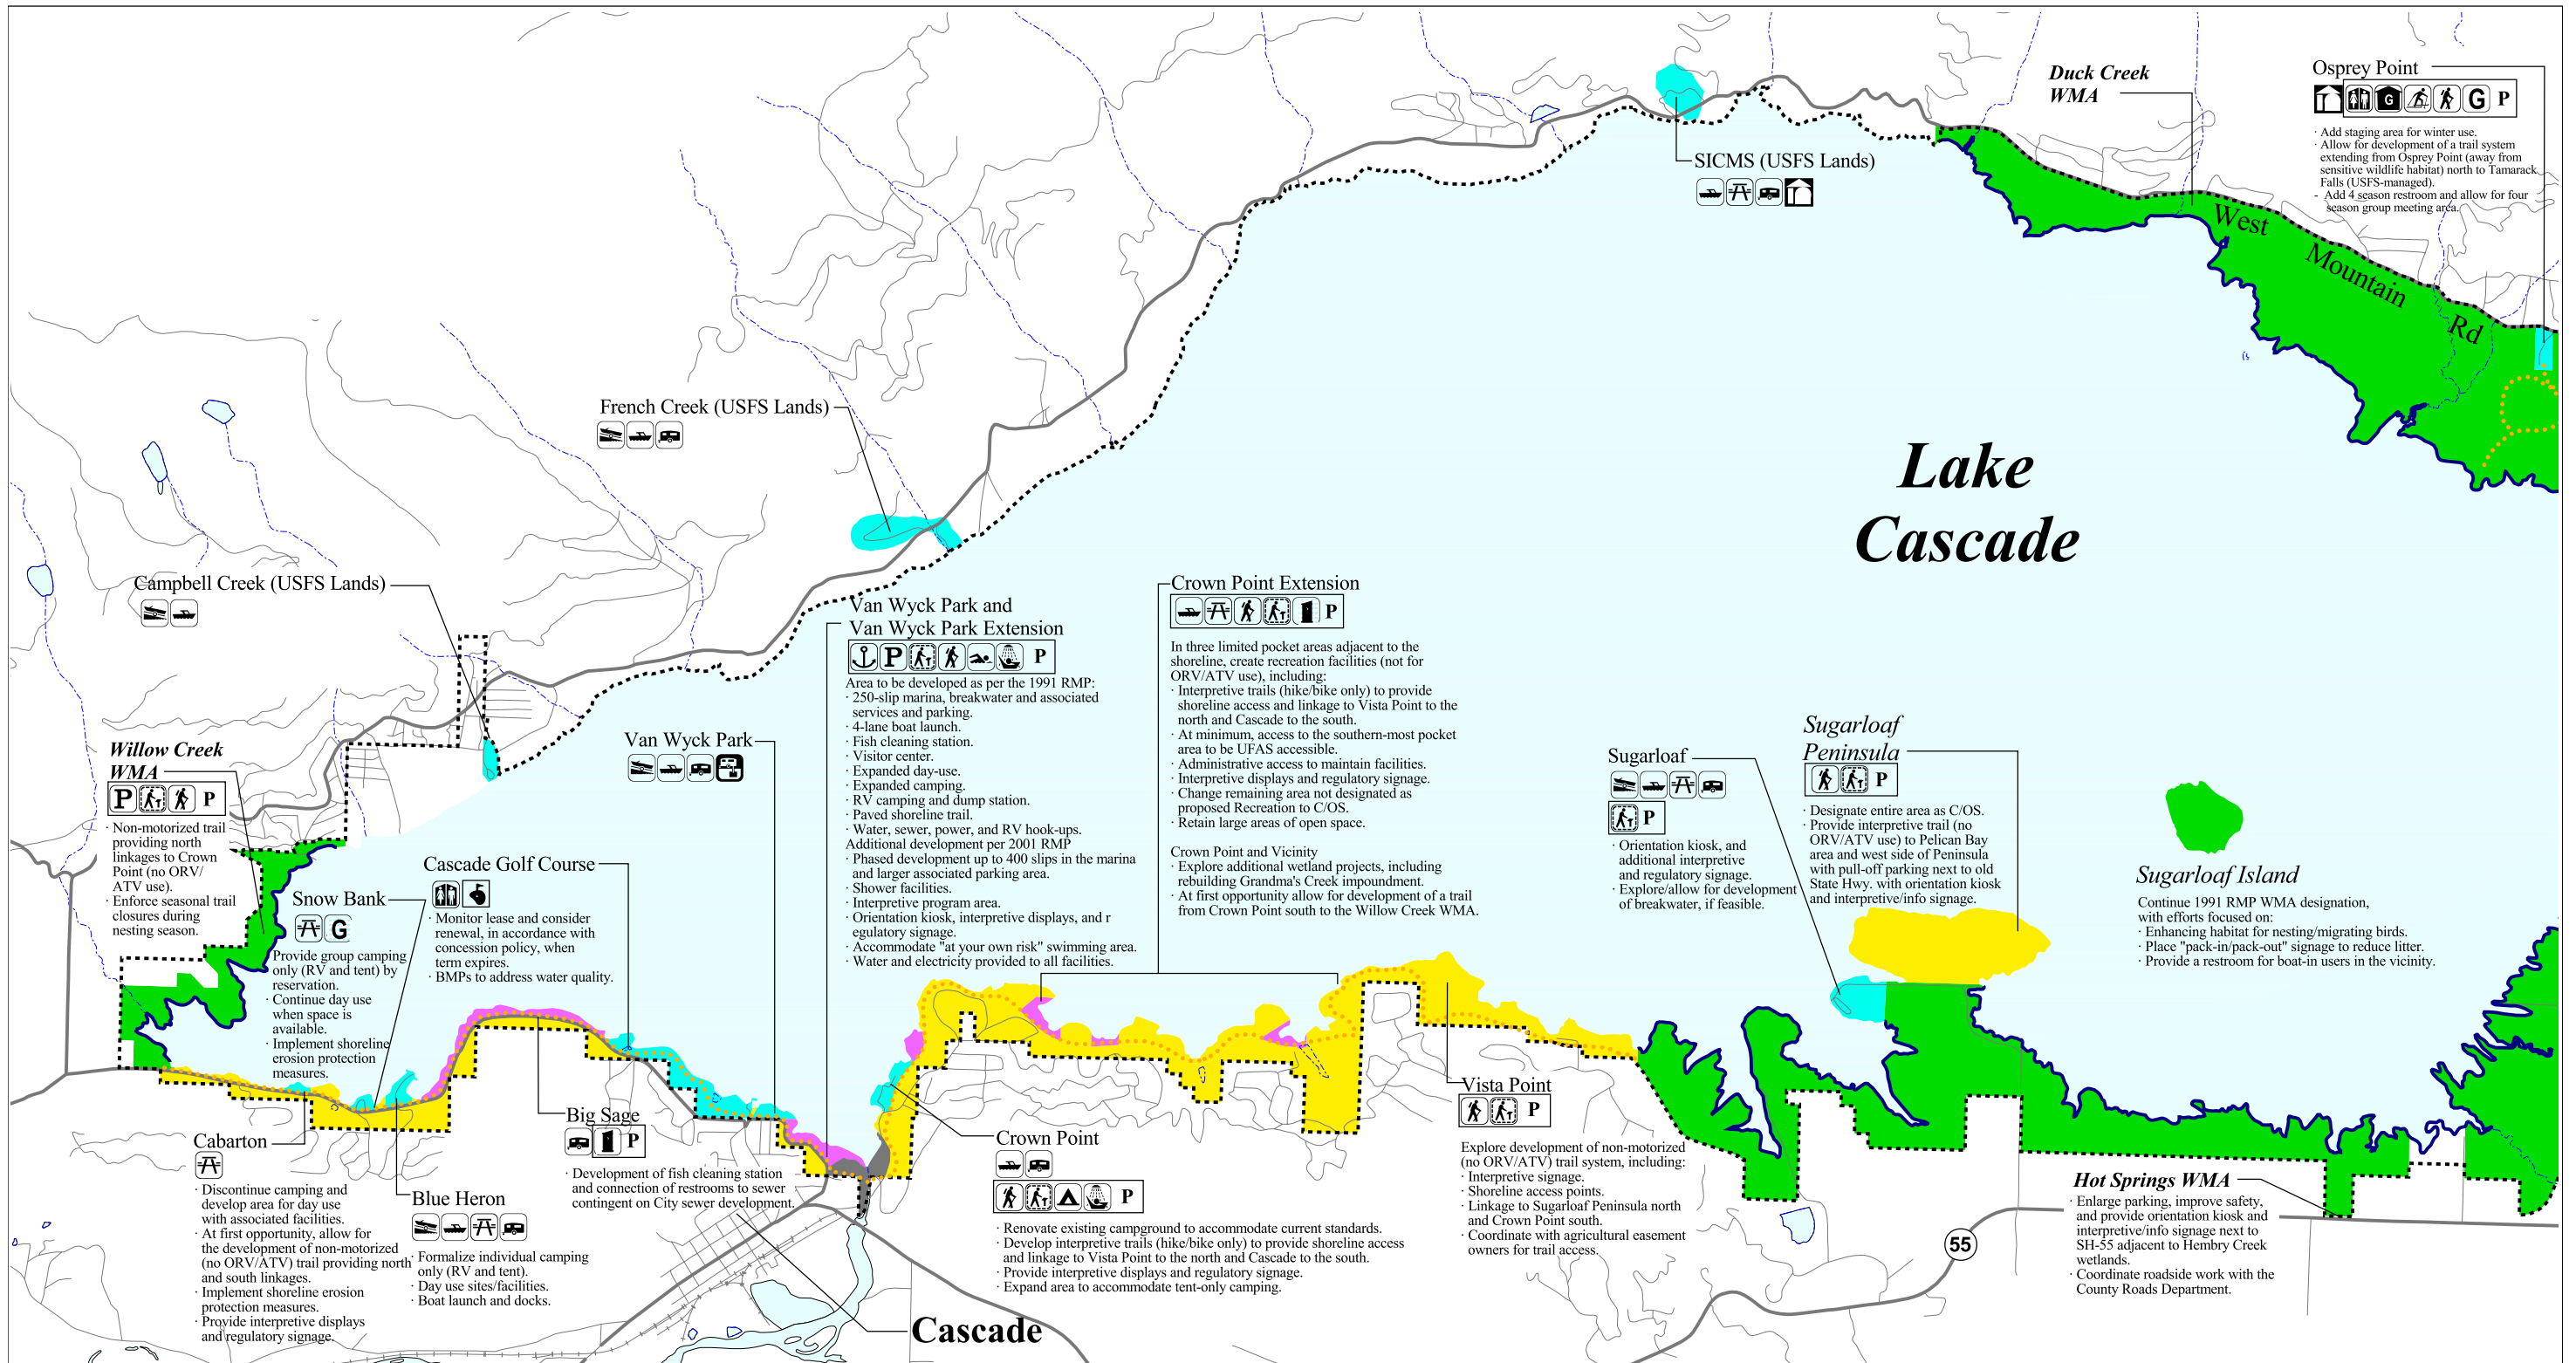 Duck Creek
WMA
Osprey Point
G
G
P
· Add staging area for winter use.
· Allow for development of a trail system
extending from Osprey Point (away from
sensitive wildlife habitat) north to Tamarack
Falls (USFS-managed).
- Add 4 season restroom and allow for four
season group meeting area.
SICMS (USFS Lands)
West
Mountain
Rd
French Creek (USFS Lands)
Lake
Cascade
Campbell Creek (USFS Lands)
Van Wyck Park and
Van Wyck Park Extension
P
P
Area to be developed as per the 1991 RMP:
· 250-slip marina, breakwater and associated
services and parking.
· 4-lane boat launch.
· Fish cleaning station.
· Visitor center.
· Expanded day-use.
· Expanded camping.
· RV camping and dump station.
· Paved shoreline trail.
· Water, sewer, power, and RV hook-ups.
Additional development per 2001 RMP
· Phased development up to 400 slips in the marina
and larger associated parking area.
· Shower facilities.
· Interpretive program area.
· Orientation kiosk, interpretive displays, and r
egulatory signage.
· Accommodate "at your own risk" swimming area.
· Water and electricity provided to all facilities.
Crown Point Extension
P
In three limited pocket areas adjacent to the
shoreline, create recreation facilities (not for
ORV/ATV use), including:
· Interpretive trails (hike/bike only) to provide
shoreline access and linkage to Vista Point to the
north and Cascade to the south.
· At minimum, access to the southern-most pocket
area to be UFAS accessible.
· Administrative access to maintain facilities.
· Interpretive displays and regulatory signage.
· Change remaining area not designated as
proposed Recreation to C/OS.
· Retain large areas of open space.
Crown Point and Vicinity
· Explore additional wetland projects, including
rebuilding Grandma's Creek impoundment.
· At first opportunity allow for development of a trail
from Crown Point south to the Willow Creek WMA.
Van Wyck Park
Willow Creek
WMA
P
P
· Non-motorized trail
providing north
linkages to Crown
Point (no ORV/
ATV use).
· Enforce seasonal trail
closures during
nesting season.
Sugarloaf
P
· Orientation kiosk, and
additional interpretive
and regulatory signage.
· Explore/allow for development
of breakwater, if feasible.
Sugarloaf
Peninsula
P
· Designate entire area as C/OS.
· Provide interpretive trail (no
ORV/ATV use) to Pelican Bay
area and west side of Peninsula
with pull-off parking next to old
State Hwy. with orientation kiosk
and interpretive/info signage.
Sugarloaf Island
Continue 1991 RMP WMA designation,
with efforts focused on:
· Enhancing habitat for nesting/migrating birds.
· Place "pack-in/pack-out" signage to reduce litter.
· Provide a restroom for boat-in users in the vicinity.
Snow Bank
G
· Provide group camping
only (RV and tent) by
reservation.
· Continue day use
when space is
available.
· Implement shoreline
erosion protection
measures.
Cascade Golf Course
· Monitor lease and consider
renewal, in accordance with
concession policy, when
term expires.
· BMPs to address water quality.
Cabarton
· Discontinue camping and
develop area for day use
with associated facilities.
· At first opportunity, allow for
the development of non-motorized
(no ORV/ATV) trail providing north
and south linkages.
· Implement shoreline erosion
protection measures.
· Provide interpretive displays
and regulatory signage.
Blue Heron
· Formalize individual camping
only (RV and tent).
· Day use sites/facilities.
· Boat launch and docks.
Big Sage
P
· Development of fish cleaning station
and connection of restrooms to sewer
contingent on City sewer development.
Crown Point
P
· Renovate existing campground to accommodate current standards.
· Develop interpretive trails (hike/bike only) to provide shoreline access
and linkage to Vista Point to the north and Cascade to the south.
· Provide interpretive displays and regulatory signage.
· Expand area to accommodate tent-only camping.
Vista Point
P
Explore development of non-motorized
(no ORV/ATV) trail system, including:
· Interpretive signage.
· Shoreline access points.
· Linkage to Sugarloaf Peninsula north
and Crown Point south.
· Coordinate with agricultural easement
owners for trail access.
55
Hot Springs WMA
· Enlarge parking, improve safety,
and provide orientation kiosk and
interpretive/info signage next to
SH-55 adjacent to Hembry Creek
wetlands.
· Coordinate roadside work with the
County Roads Department.
Cascade